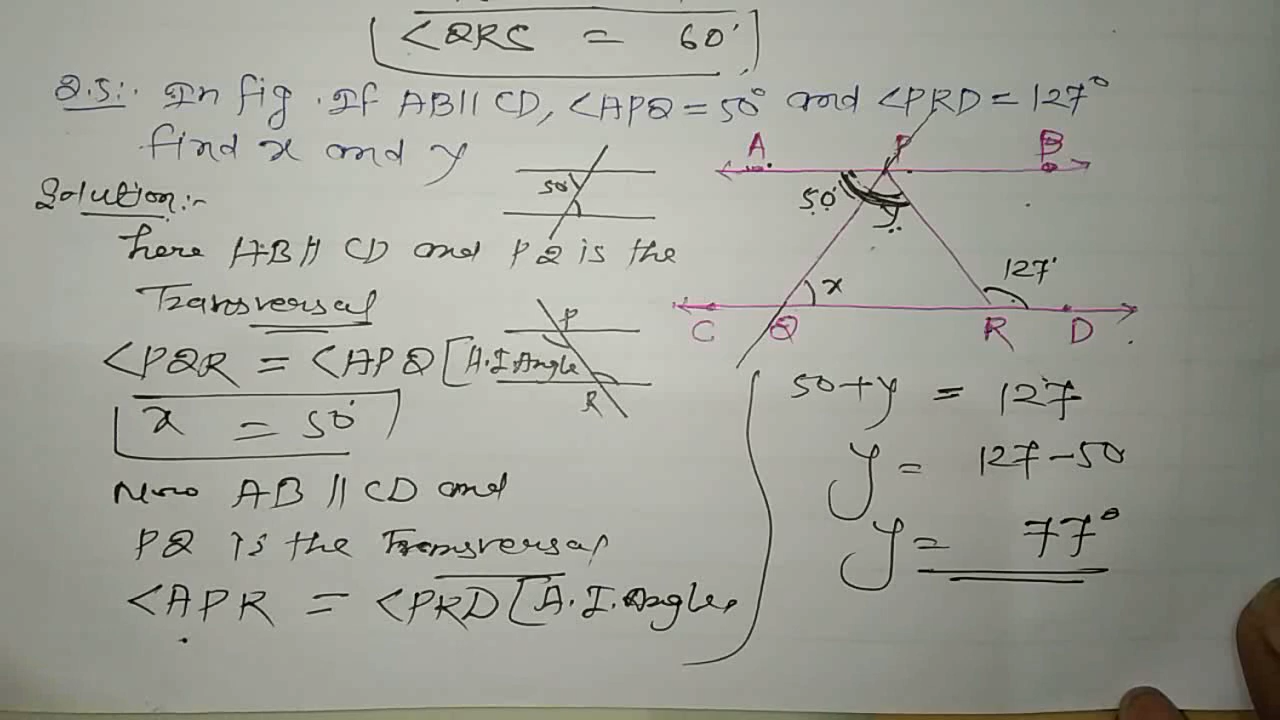 <QRS = 60°
Q.5:. In fig . If AB || CD, <APQ = 50° and <PRD = 127°
find x and y
Solution:-
here AB || CD and PQ is the
Transversal
<PQR = <APQ [A.I. Angle
x = 50°
Now AB || CD and
PQ is the Transversal
<APR = <PRD [A.I. Angles
50°
P
R
A
P
B
50°
y
x
127°
C
Q
R
D
50 + y = 127
y = 127 - 50
y = 77°